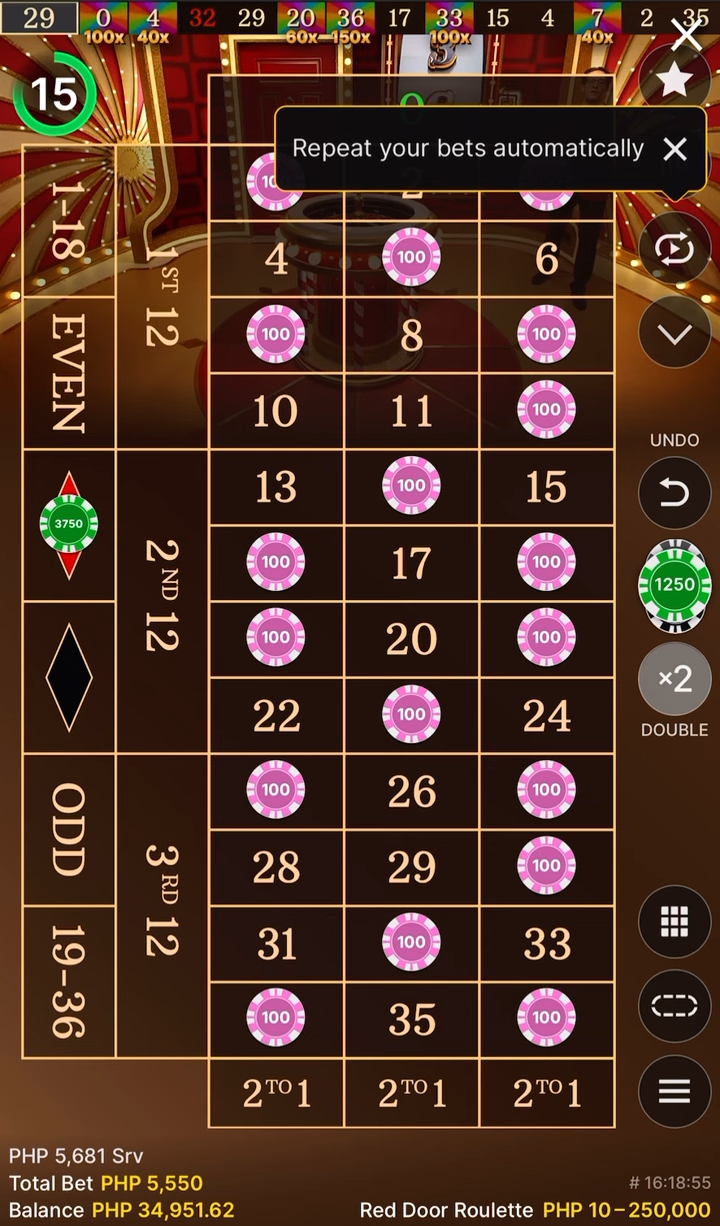 29 0 4 32 29 20 36 17 33 15 4 7 2 35
100x 40x 60x 150x 100x 40x
15
0
Repeat your bets automatically
1-18
1ST 12
4 100 6
100 8 100
EVEN
10 11 100
UNDO
13 100 15
3750
100 17 100
1250
2ND 12
100 20 100
×2
22 100 24
DOUBLE
100 26 100
ODD
28 29 100
3RD 12
31 100 33
19-36
100 35 100
2TO1 2TO1 2TO1
PHP 5,681 Srv
Total Bet PHP 5,550
# 16:18:55
Balance PHP 34,951.62
Red Door Roulette PHP 10-250,000